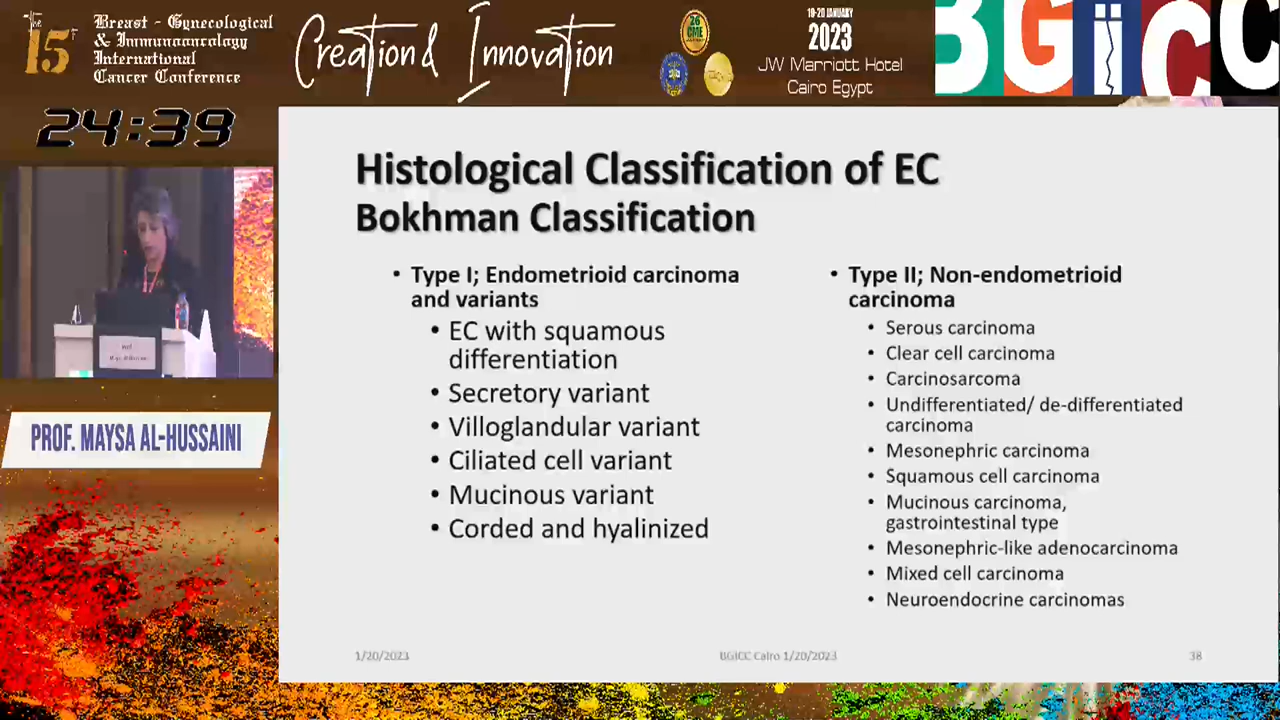 The
15th
Breast - Gynecological
& Immunooncology
International
Cancer Conference
Creation & Innovation
26
CME
18-20 JANUARY
2023
JW Marriott Hotel
Cairo Egypt
BGiCC
24:39
PROF. MAYSA AL-HUSSAINI
Histological Classification of EC
Bokhman Classification
• Type I; Endometrioid carcinoma
and variants
• EC with squamous
differentiation
• Secretory variant
• Villoglandular variant
• Ciliated cell variant
• Mucinous variant
• Corded and hyalinized
• Type II; Non-endometrioid
carcinoma
• Serous carcinoma
• Clear cell carcinoma
• Carcinosarcoma
• Undifferentiated/ de-differentiated
carcinoma
• Mesonephric carcinoma
• Squamous cell carcinoma
• Mucinous carcinoma,
gastrointestinal type
• Mesonephric-like adenocarcinoma
• Mixed cell carcinoma
• Neuroendocrine carcinomas
1/20/2023
BGICC Cairo 1/20/2023
38